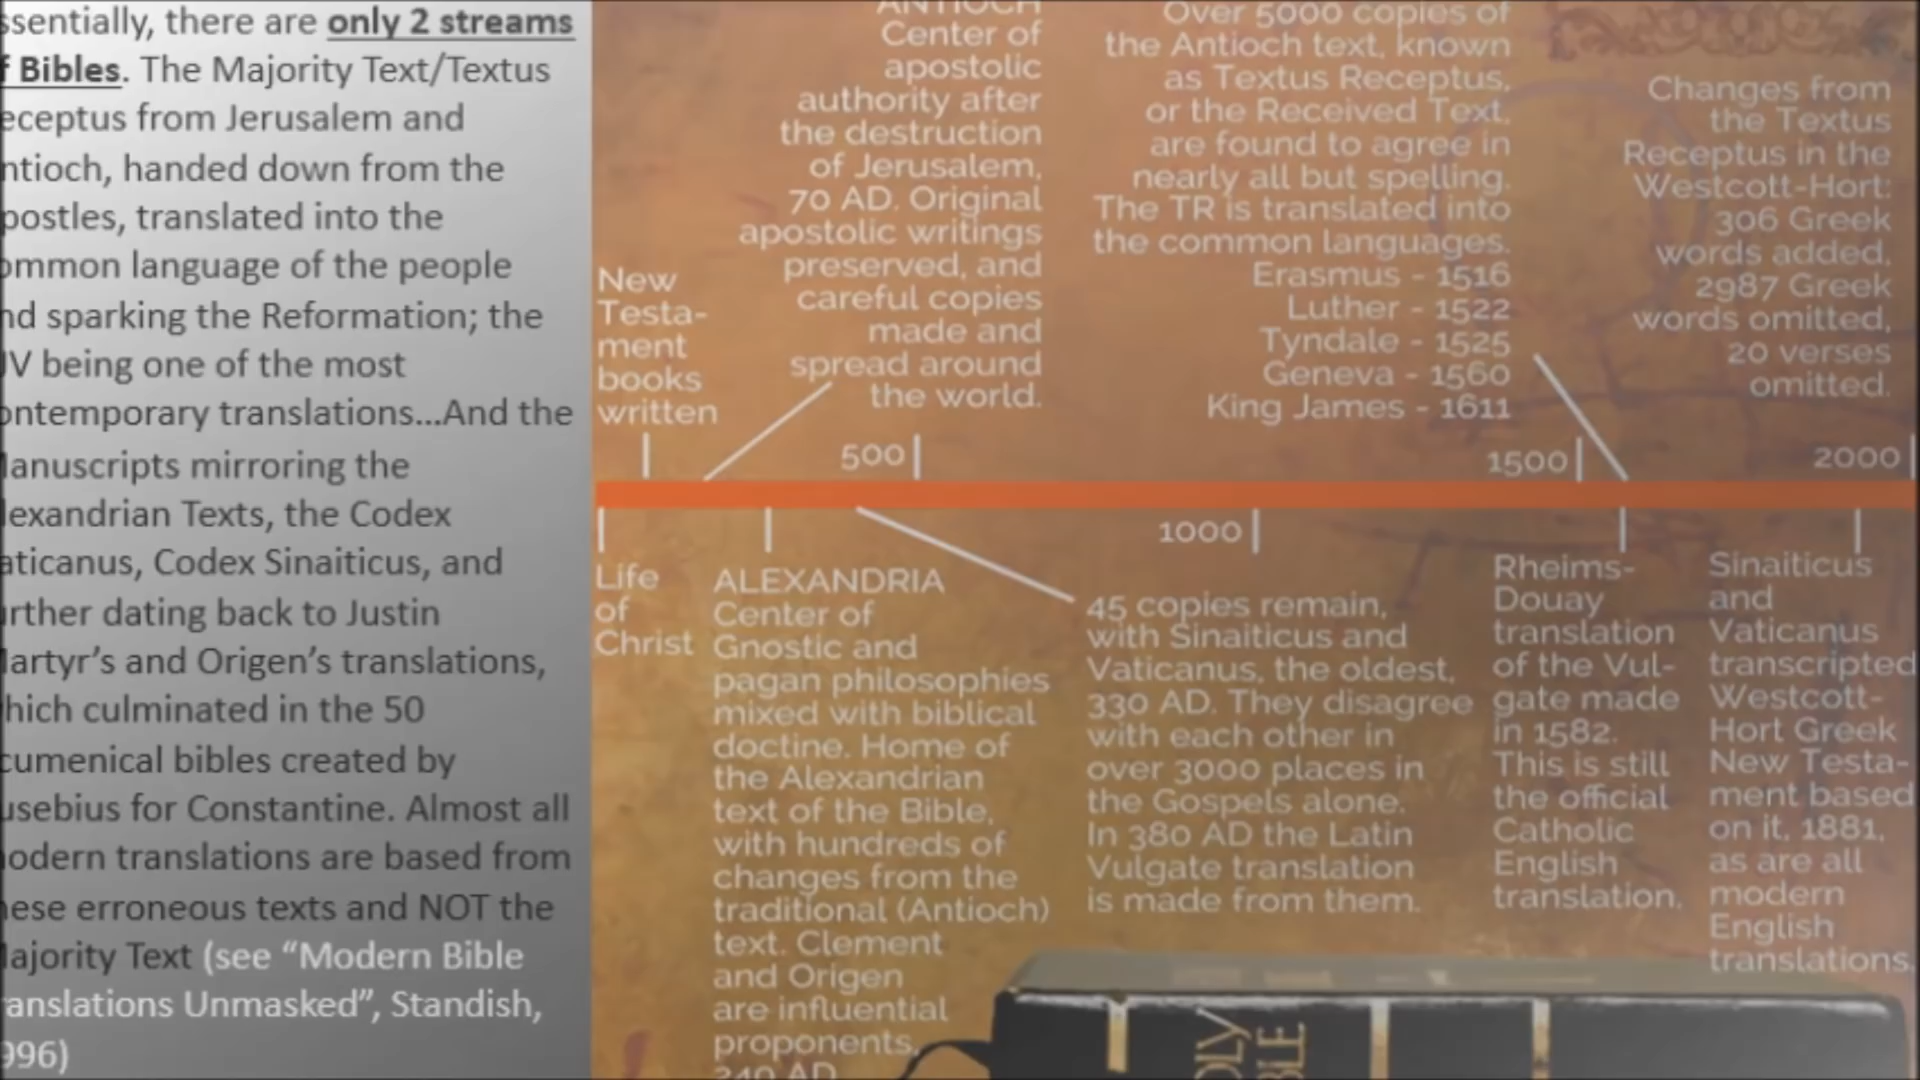 ssentially, there are only 2 streams
f Bibles. The Majority Text/Textus
eceptus from Jerusalem and
ntioch, handed down from the
postles, translated into the
ommon language of the people
nd sparking the Reformation; the
JV being one of the most
ontemporary translations...And the
anuscripts mirroring the
lexandrian Texts, the Codex
aticanus, Codex Sinaiticus, and
urther dating back to Justin
artyr's and Origen's translations,
hich culminated in the 50
cumenical bibles created by
usebius for Constantine. Almost all
odern translations are based from
hese erroneous texts and NOT the
ajority Text (see “Modern Bible
ranslations Unmasked”, Standish,
996)
New
Testa-
ment
books
written
ANTIOCH
Center of
apostolic
authority after
the destruction
of Jerusalem,
70 AD. Original
apostolic writings
preserved, and
careful copies
made and
spread around
the world.
Over 5000 copies of
the Antioch text, known
as Textus Receptus,
or the Received Text,
are found to agree in
nearly all but spelling.
The TR is translated into
the common languages.
Erasmus - 1516
Luther - 1522
Tyndale - 1525
Geneva - 1560
King James - 1611
Changes from
the Textus
Receptus in the
Westcott-Hort:
306 Greek
words added,
2987 Greek
words omitted,
20 verses
omitted.
500
1500
2000
1000
Life
of
Christ
ALEXANDRIA
Center of
Gnostic and
pagan philosophies
mixed with biblical
doctine. Home of
the Alexandrian
text of the Bible,
with hundreds of
changes from the
traditional (Antioch)
text. Clement
and Origen
are influential
proponents,
240 AD
45 copies remain,
with Sinaiticus and
Vaticanus, the oldest,
330 AD. They disagree
with each other in
over 3000 places in
the Gospels alone.
In 380 AD the Latin
Vulgate translation
is made from them.
Rheims-
Douay
translation
of the Vul-
gate made
in 1582.
This is still
the official
Catholic
English
translation.
Sinaiticus
and
Vaticanus
transcripted
Westcott-
Hort Greek
New Testa-
ment based
on it, 1881,
as are all
modern
English
translations.
OLY
BLE